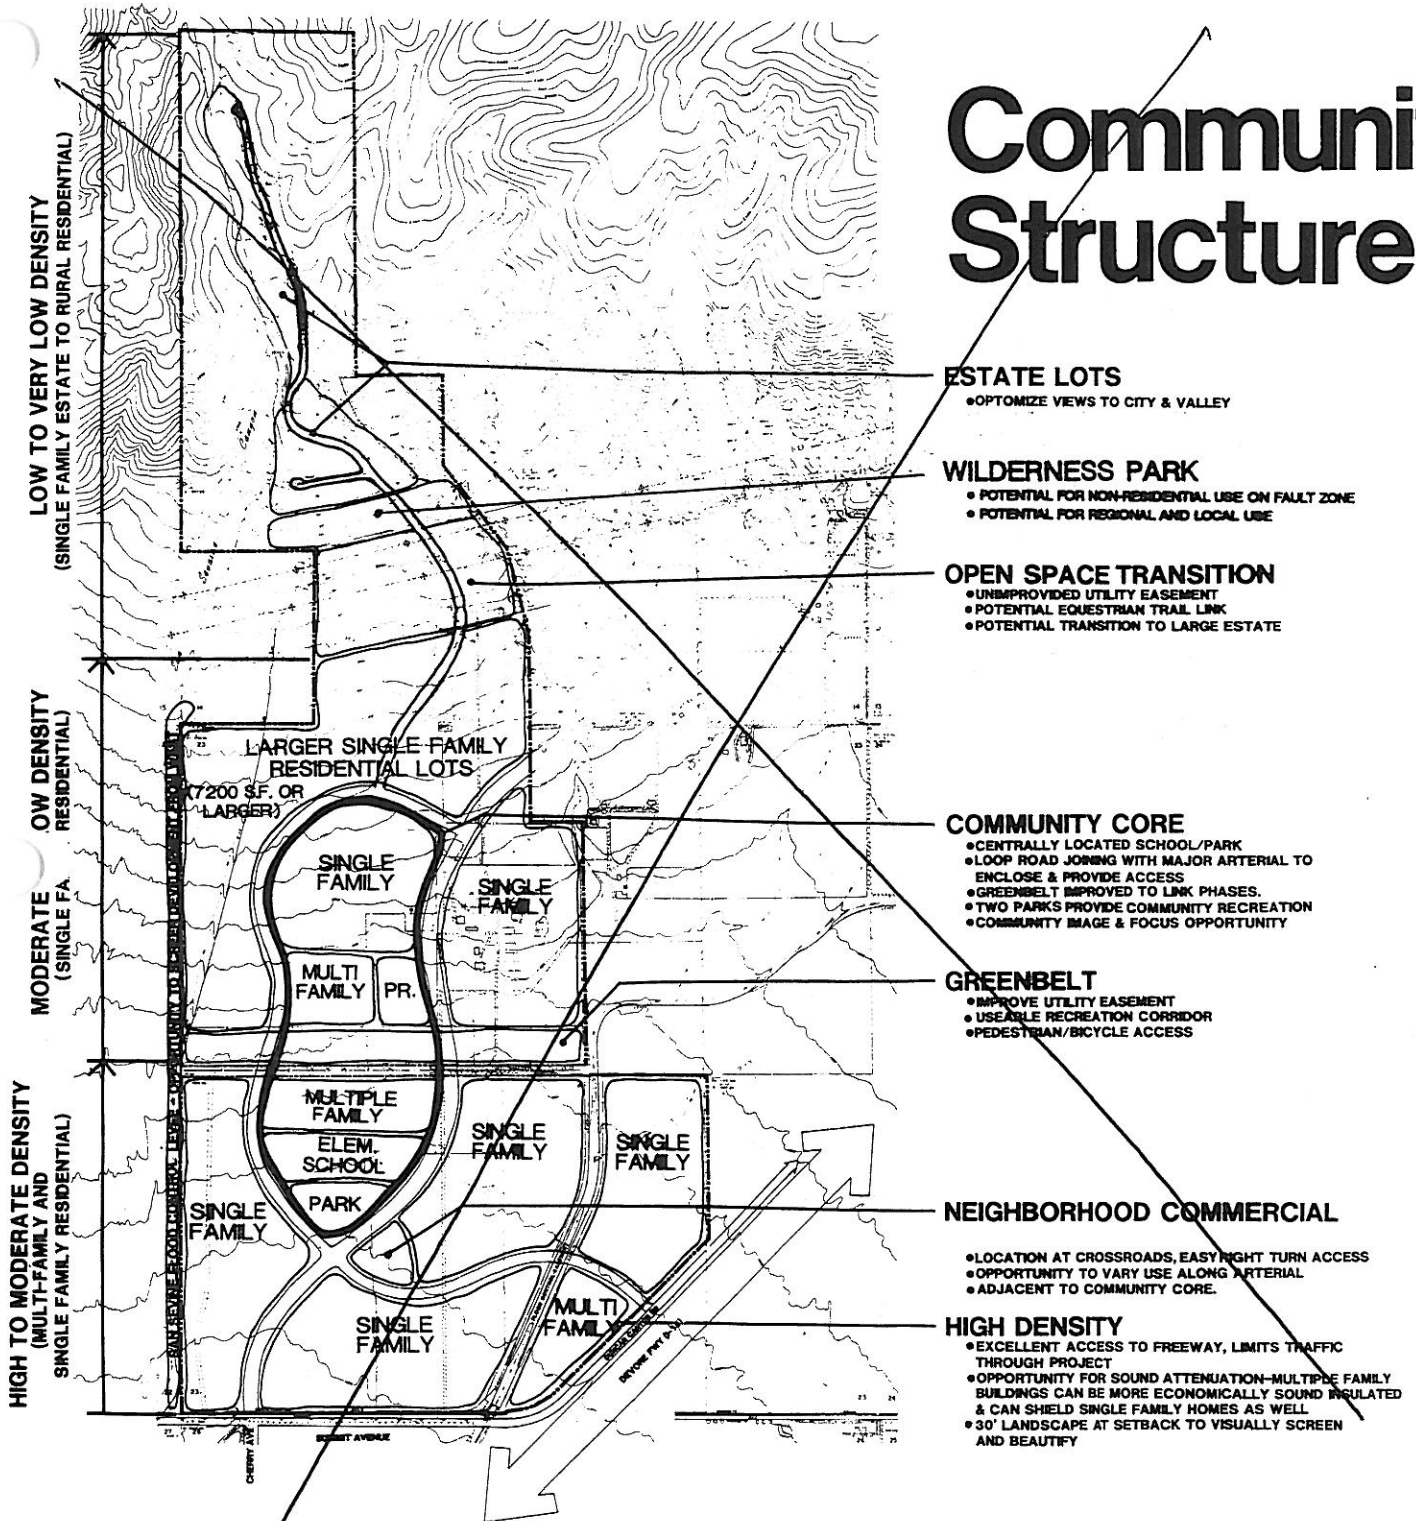 Communi
Structure
LOW TO VERY LOW DENSITY
(SINGLE FAMILY ESTATE TO RURAL RESIDENTIAL)
OW DENSITY
RESIDENTIAL)
MODERATE
(SINGLE FA.
HIGH TO MODERATE DENSITY
(MULTI-FAMILY AND
SINGLE FAMILY RESIDENTIAL)
ESTATE LOTS
•OPTOMIZE VIEWS TO CITY & VALLEY
WILDERNESS PARK
• POTENTIAL FOR NON-RESIDENTIAL USE ON FAULT ZONE
• POTENTIAL FOR REGIONAL AND LOCAL USE
OPEN SPACE TRANSITION
•UNIMPROVIDED UTILITY EASEMENT
•POTENTIAL EQUESTRIAN TRAIL LINK
•POTENTIAL TRANSITION TO LARGE ESTATE
LARGER SINGLE FAMILY
RESIDENTIAL LOTS
(7200 S.F. OR
LARGER)
COMMUNITY CORE
•CENTRALLY LOCATED SCHOOL/PARK
•LOOP ROAD JOINING WITH MAJOR ARTERIAL TO
ENCLOSE & PROVIDE ACCESS
•GREENBELT IMPROVED TO LINK PHASES.
•TWO PARKS PROVIDE COMMUNITY RECREATION
•COMMUNITY IMAGE & FOCUS OPPORTUNITY
SINGLE
FAMILY
SINGLE
FAMILY
MULTI
FAMILY
PR.
GREENBELT
•IMPROVE UTILITY EASEMENT
• USEABLE RECREATION CORRIDOR
•PEDESTRIAN/BICYCLE ACCESS
MULTIPLE
FAMILY
ELEM.
SCHOOL
PARK
SINGLE
FAMILY
SINGLE
FAMILY
SINGLE
FAMILY
NEIGHBORHOOD COMMERCIAL
•LOCATION AT CROSSROADS, EASY RIGHT TURN ACCESS
•OPPORTUNITY TO VARY USE ALONG ARTERIAL
•ADJACENT TO COMMUNITY CORE.
SINGLE
FAMILY
MULTI
FAMILY
HIGH DENSITY
•EXCELLENT ACCESS TO FREEWAY, LIMITS TRAFFIC
THROUGH PROJECT
•OPPORTUNITY FOR SOUND ATTENUATION-MULTIPLE FAMILY
BUILDINGS CAN BE MORE ECONOMICALLY SOUND INSULATED
& CAN SHIELD SINGLE FAMILY HOMES AS WELL
•30' LANDSCAPE AT SETBACK TO VISUALLY SCREEN
AND BEAUTIFY
SUMMIT AVENUE
CHERRY AVE